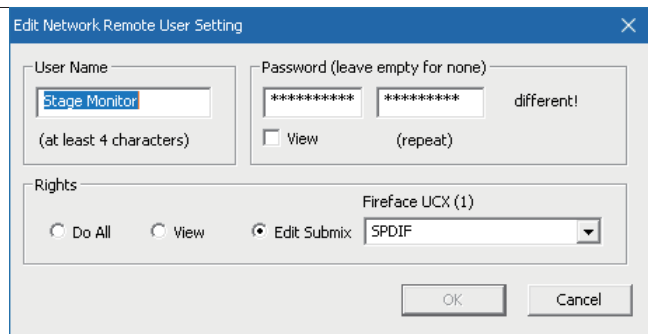 Edit Network Remote User Setting
User Name
Stage Monitor
(at least 4 characters)
Password (leave empty for none)
********** ********* different!
View (repeat)
Rights
Fireface UCX (1)
Do All View Edit Submix SPDIF
OK Cancel